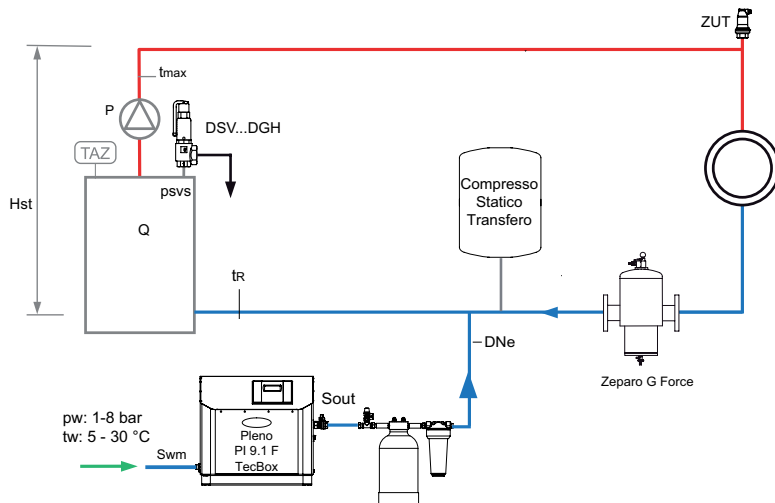 ZUT
tmax
P
DSV...DGH
TAZ
psvs
Hst
Q
Compresso
Statico
Transfero
tR
DNe
Zeparo G Force
Sout
pw: 1-8 bar
tw: 5 - 30 °C
Swm
Pleno
PI 9.1 F
TecBox